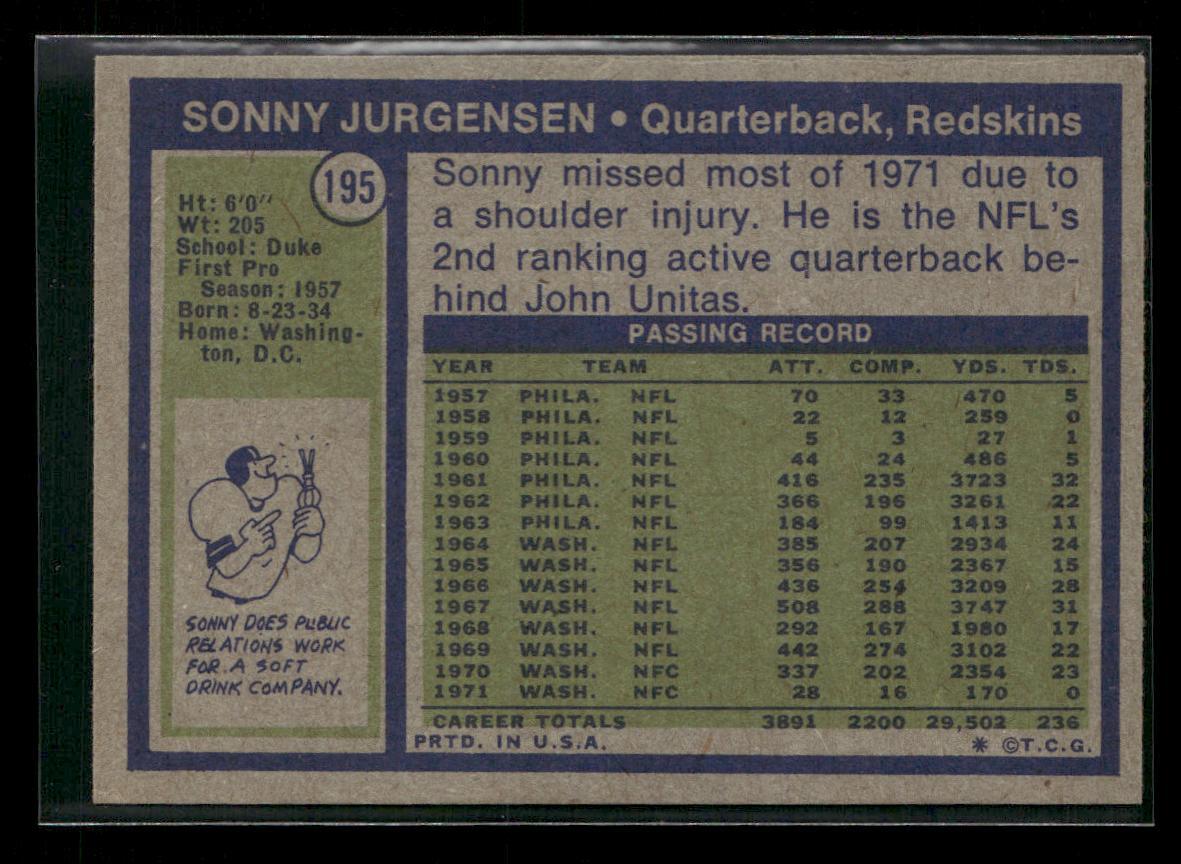 SONNY JURGENSEN • Quarterback, Redskins
195
Ht: 6'0"
Wt: 205
School: Duke
First Pro
Season: 1957
Born: 8-23-34
Home: Washing-
ton, D.C.
SONNY DOES PUBLIC
RELATIONS WORK
FOR A SOFT
DRINK COMPANY.
Sonny missed most of 1971 due to
a shoulder injury. He is the NFL's
2nd ranking active quarterback be-
hind John Unitas.
PASSING RECORD
YEAR TEAM ATT. COMP. YDS. TDS.
1957 PHILA. NFL 70 33 470 5
1958 PHILA. NFL 22 12 259 0
1959 PHILA. NFL 5 3 27 1
1960 PHILA. NFL 44 24 486 5
1961 PHILA. NFL 416 235 3723 32
1962 PHILA. NFL 366 196 3261 22
1963 PHILA. NFL 184 99 1413 11
1964 WASH. NFL 385 207 2934 24
1965 WASH. NFL 356 190 2367 15
1966 WASH. NFL 436 254 3209 28
1967 WASH. NFL 508 288 3747 31
1968 WASH. NFL 292 167 1980 17
1969 WASH. NFL 442 274 3102 22
1970 WASH. NFC 337 202 2354 23
1971 WASH. NFC 28 16 170 0
CAREER TOTALS 3891 2200 29,502 236
PRTD. IN U.S.A. * ©T.C.G.